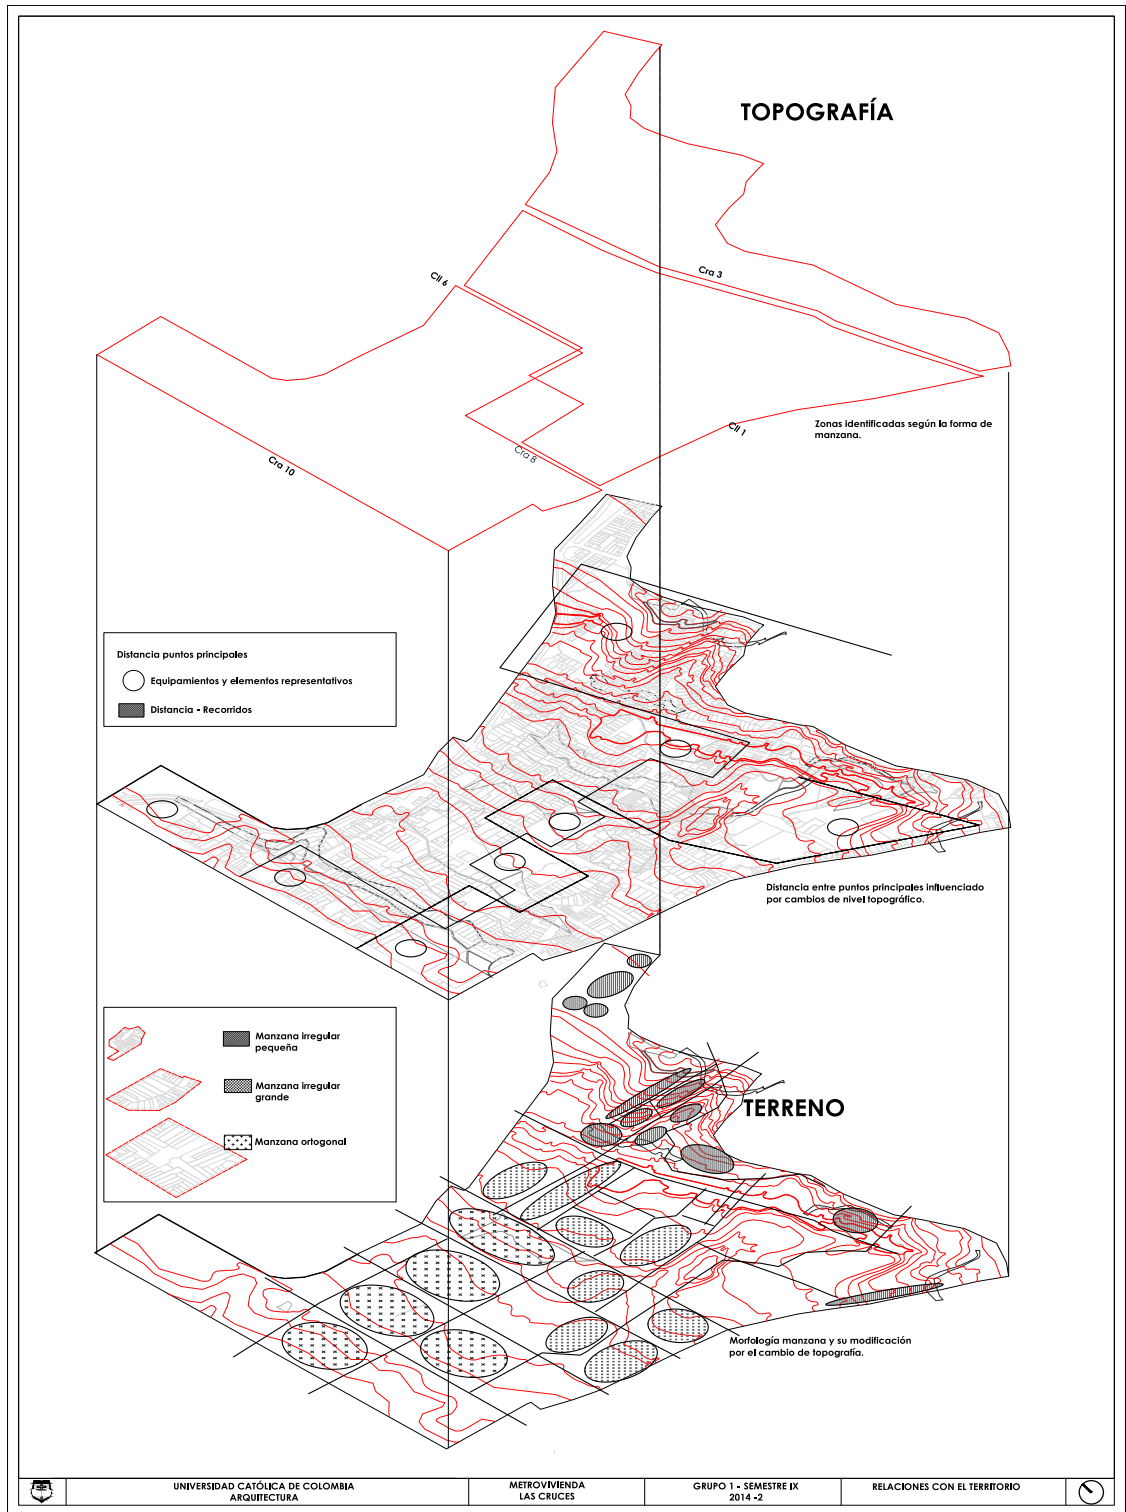 TOPOGRAFÍA
Cra 3
Cll 6
Zonas identificadas según la forma de
manzana.
Cll 1
Cra 8
Cra 10
Distancia puntos principales
Equipamientos y elementos representativos
Distancia - Recorridos
Distancia entre puntos principales influenciado
por cambios de nivel topográfico.
Manzana irregular
pequeña
Manzana irregular
grande
Manzana ortogonal
TERRENO
Morfología manzana y su modificación
por el cambio de topografía.
UNIVERSIDAD CATÓLICA DE COLOMBIA
ARQUITECTURA
METROVIVIENDA
LAS CRUCES
GRUPO 1 - SEMESTRE IX
2014 -2
RELACIONES CON EL TERRITORIO